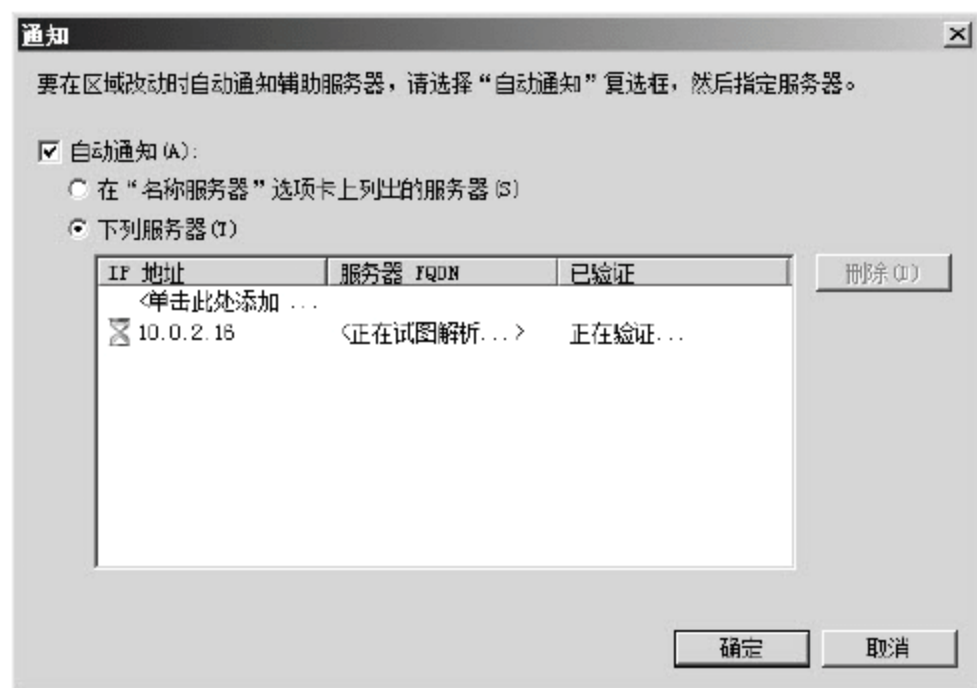 通知
要在区域改动时自动通知辅助服务器，请选择“自动通知”复选框，然后指定服务器。
自动通知(A):
在“名称服务器”选项卡上列出的服务器(S)
下列服务器(T)
IP 地址 服务器 FQDN 已验证
<单击此处添加 ...
10.0.2.16 <正在试图解析...> 正在验证...
删除(D)
确定 取消